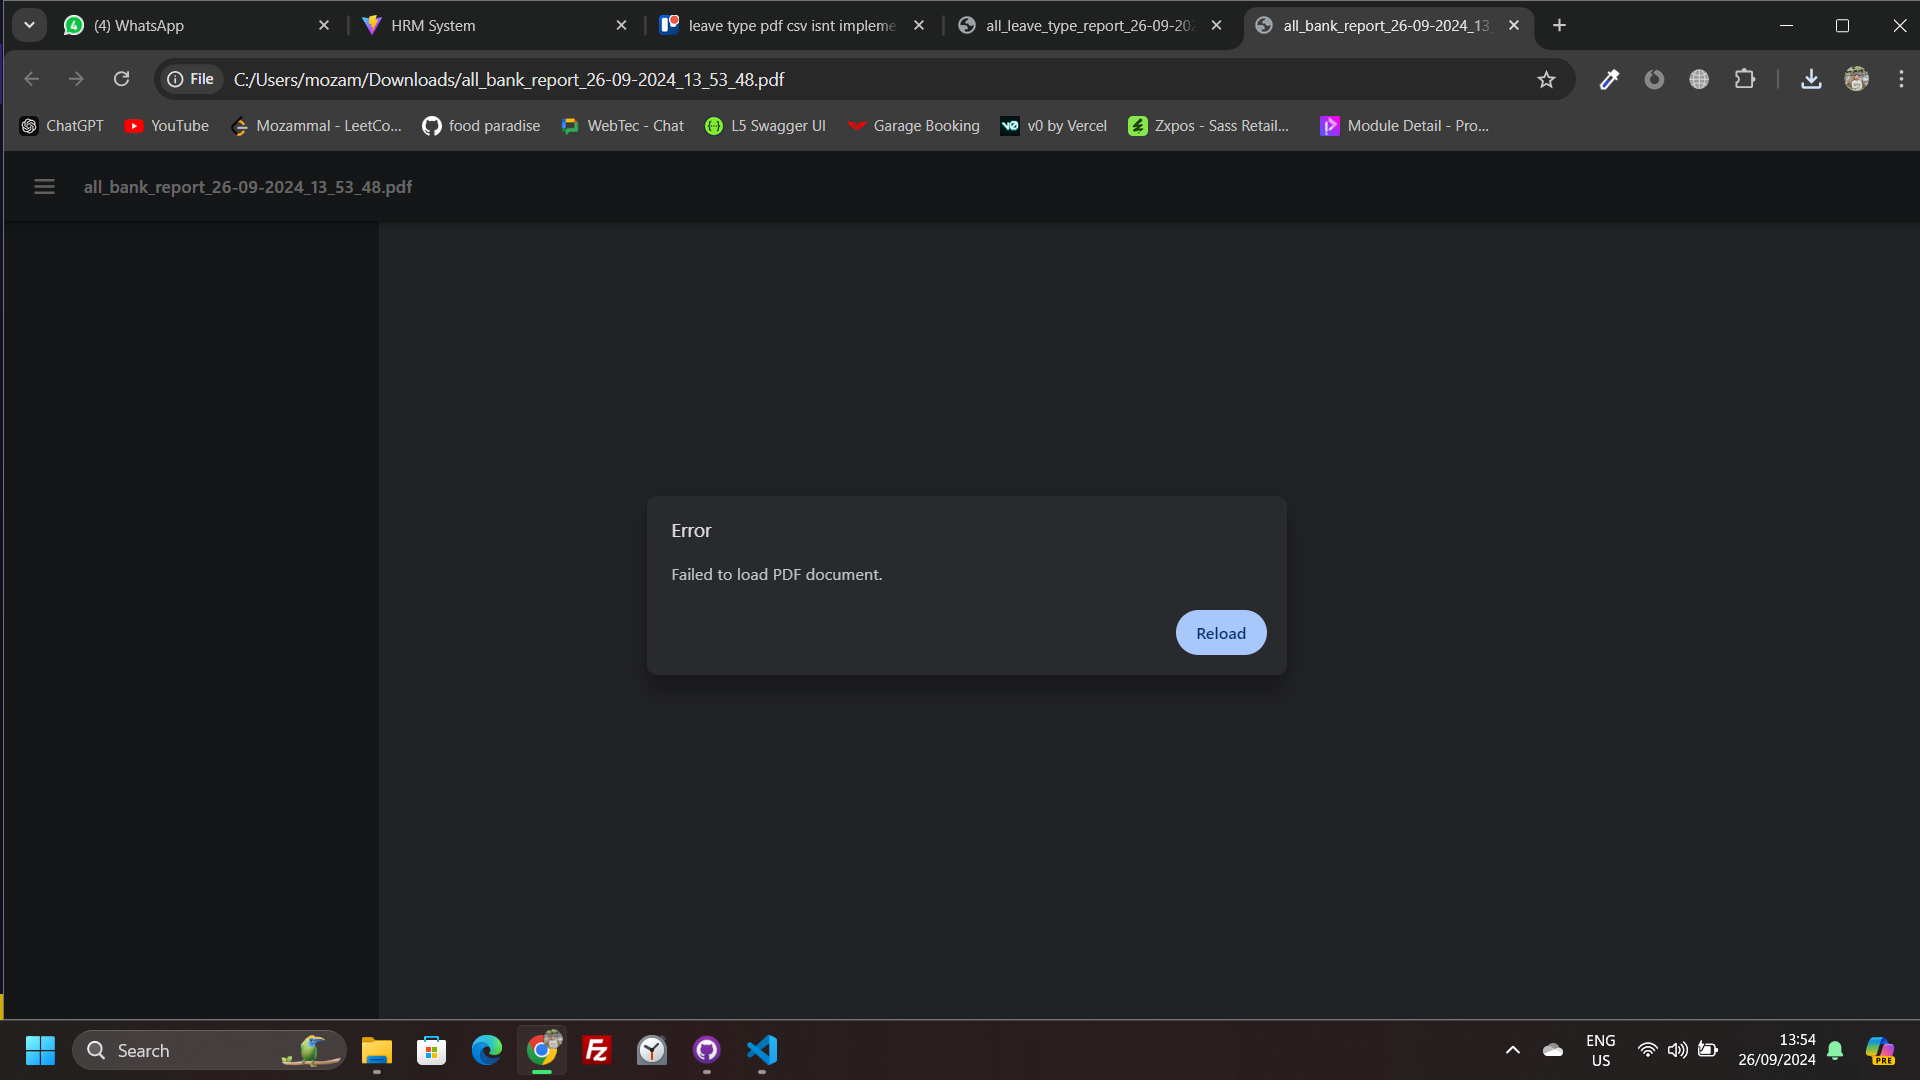 (4) WhatsApp
HRM System
leave type pdf csv isnt impleme
all_leave_type_report_26-09-202
all_bank_report_26-09-2024_13_
File
C:/Users/mozam/Downloads/all_bank_report_26-09-2024_13_53_48.pdf
ChatGPT
YouTube
Mozammal - LeetCo...
food paradise
WebTec - Chat
L5 Swagger UI
Garage Booking
v0 by Vercel
Zxpos - Sass Retail...
Module Detail - Pro...
all_bank_report_26-09-2024_13_53_48.pdf
Error
Failed to load PDF document.
Reload
Search
ENG
US
13:54
26/09/2024
PRE